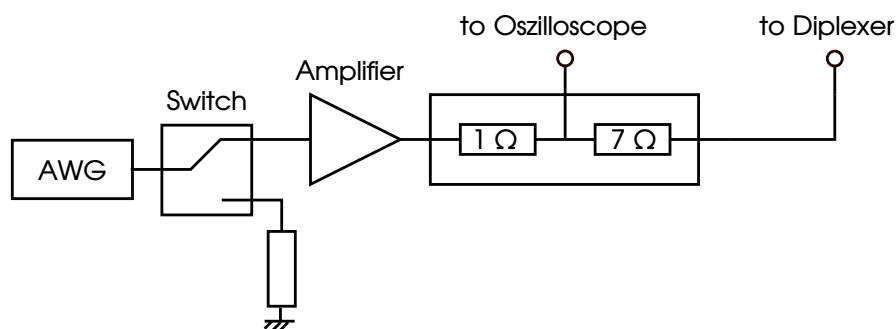 to Oszilloscope
to Diplexer
Amplifier
Switch
AWG
1 Ω
7 Ω